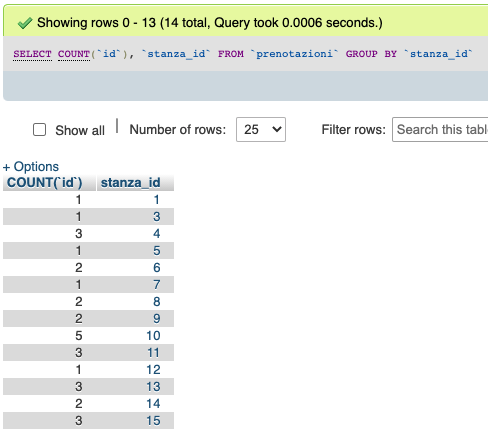 Showing rows 0 - 13 (14 total, Query took 0.0006 seconds.)
SELECT COUNT(`id`), `stanza_id` FROM `prenotazioni` GROUP BY `stanza_id`
Show all | Number of rows: 25 Filter rows: Search this tabl
+ Options
COUNT(`id`) stanza_id
1 1
1 3
3 4
1 5
2 6
1 7
2 8
2 9
5 10
3 11
1 12
3 13
2 14
3 15